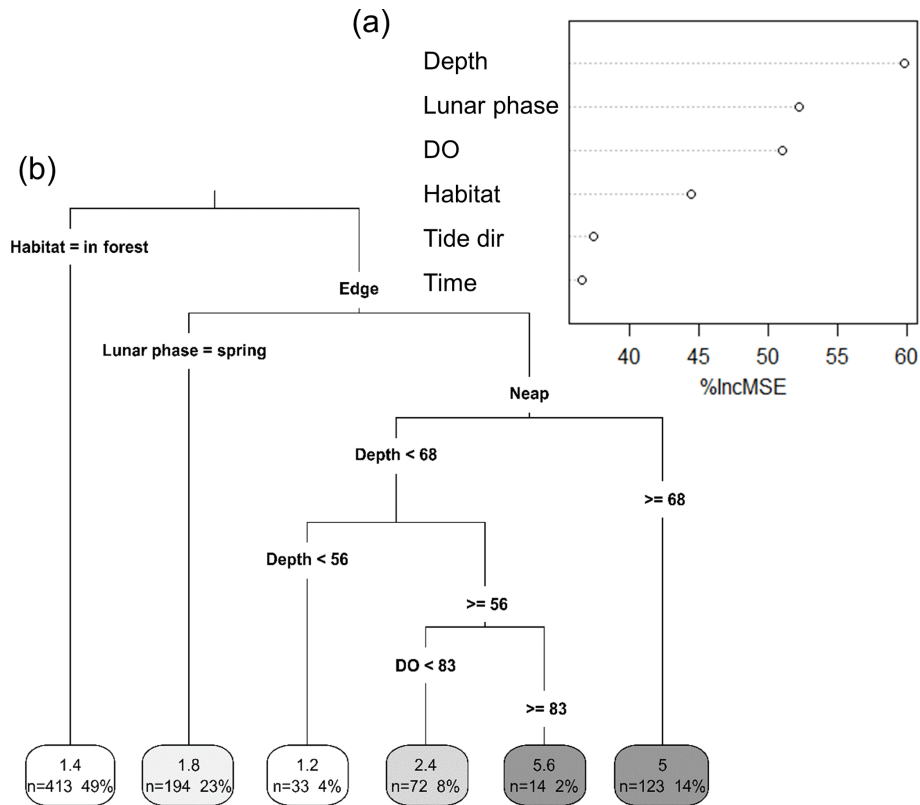 (a)
Depth
Lunar phase
DO
Habitat
Tide dir
Time
40 45 50 55 60
%IncMSE
(b)
Habitat = in forest
Edge
Lunar phase = spring
Neap
Depth < 68
>= 68
Depth < 56
>= 56
DO < 83
>= 83
1.4
n=413 49%
1.8
n=194 23%
1.2
n=33 4%
2.4
n=72 8%
5.6
n=14 2%
5
n=123 14%